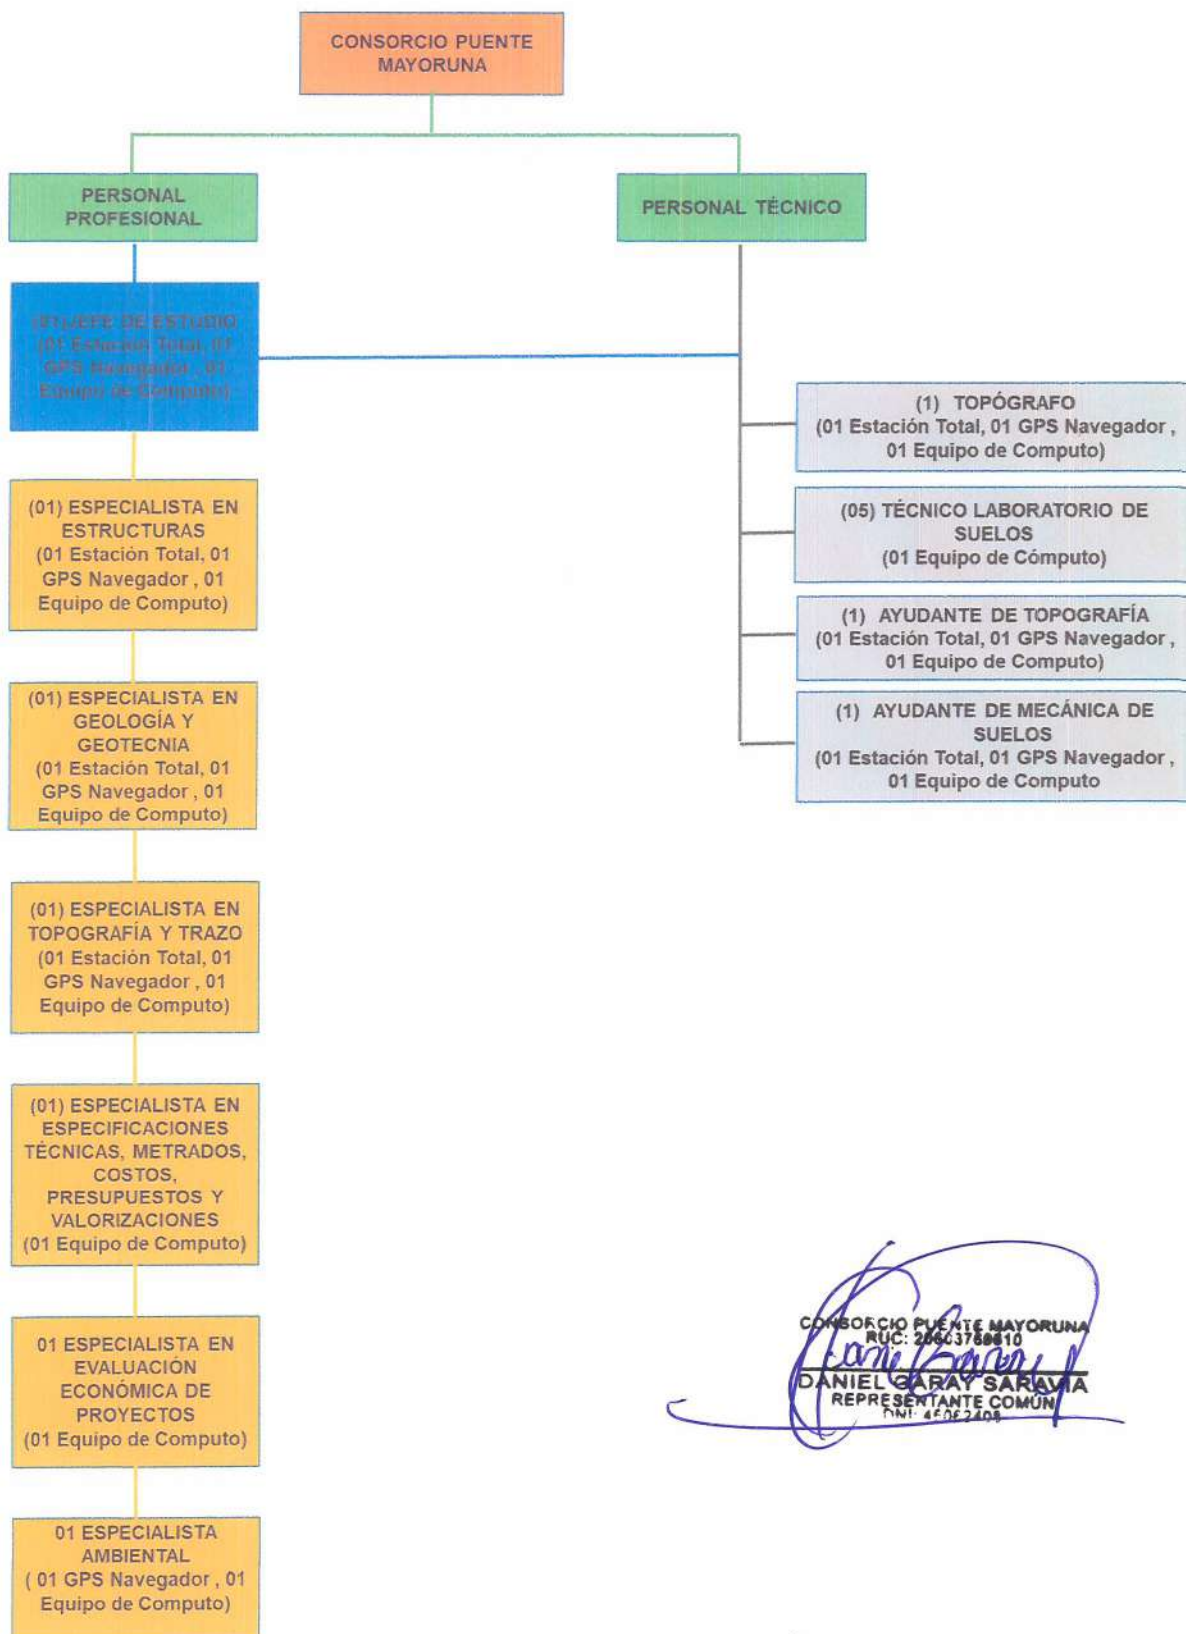 CONSORCIO PUENTE
MAYORUNA
PERSONAL
PROFESIONAL
PERSONAL TÉCNICO
(01)JEFE DE ESTUDIO
(01 Estación Total, 01
GPS Navegador , 01
Equipo de Computo)
(01) ESPECIALISTA EN
ESTRUCTURAS
(01 Estación Total, 01
GPS Navegador , 01
Equipo de Computo)
(01) ESPECIALISTA EN
GEOLOGÍA Y
GEOTECNIA
(01 Estación Total, 01
GPS Navegador , 01
Equipo de Computo)
(01) ESPECIALISTA EN
TOPOGRAFÍA Y TRAZO
(01 Estación Total, 01
GPS Navegador , 01
Equipo de Computo)
(01) ESPECIALISTA EN
ESPECIFICACIONES
TÉCNICAS, METRADOS,
COSTOS,
PRESUPUESTOS Y
VALORIZACIONES
(01 Equipo de Computo)
01 ESPECIALISTA EN
EVALUACIÓN
ECONÓMICA DE
PROYECTOS
(01 Equipo de Computo)
01 ESPECIALISTA
AMBIENTAL
( 01 GPS Navegador , 01
Equipo de Computo)
(1) TOPÓGRAFO
(01 Estación Total, 01 GPS Navegador ,
01 Equipo de Computo)
(05) TÉCNICO LABORATORIO DE
SUELOS
(01 Equipo de Cómputo)
(1) AYUDANTE DE TOPOGRAFÍA
(01 Estación Total, 01 GPS Navegador ,
01 Equipo de Computo)
(1) AYUDANTE DE MECÁNICA DE
SUELOS
(01 Estación Total, 01 GPS Navegador ,
01 Equipo de Computo
CONSORCIO PUENTE MAYORUNA
RUC:
DANIEL GARAY SARAVIA
REPRESENTANTE COMÚN
DNI: